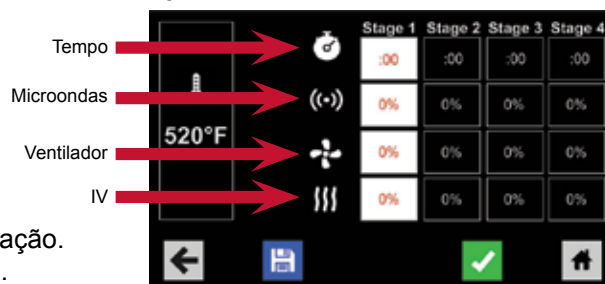 Stage 1 Stage 2 Stage 3 Stage 4
Tempo :00 :00 :00 :00
Microondas 0% 0% 0% 0%
520°F
Ventilador 0% 0% 0% 0%
IV 0% 0% 0% 0%
ação.
.